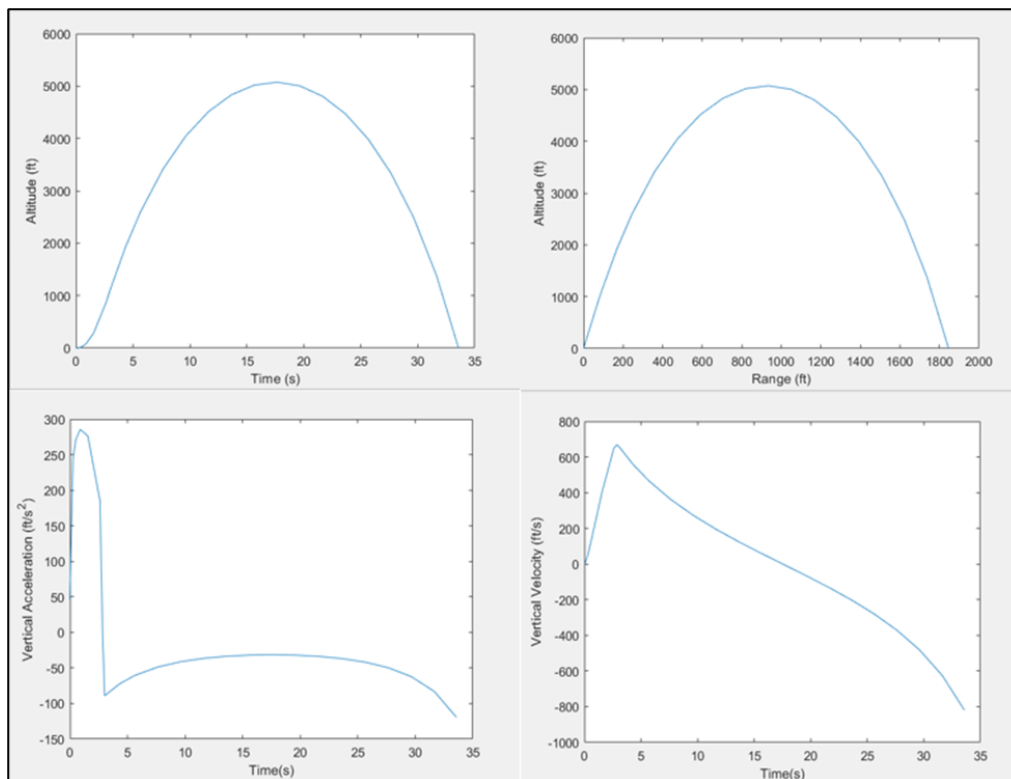 6000
5000
4000
3000
2000
1000
0
Altitude (ft)
0 5 10 15 20 25 30 35
Time (s)
6000
5000
4000
3000
2000
1000
0
Altitude (ft)
0 200 400 600 800 1000 1200 1400 1600 1800 2000
Range (ft)
300
250
200
150
100
50
0
-50
-100
-150
Vertical Acceleration (ft/s²)
0 5 10 15 20 25 30 35
Time(s)
800
600
400
200
0
-200
-400
-600
-800
-1000
Vertical Velocity (ft/s)
0 5 10 15 20 25 30 35
Time(s)